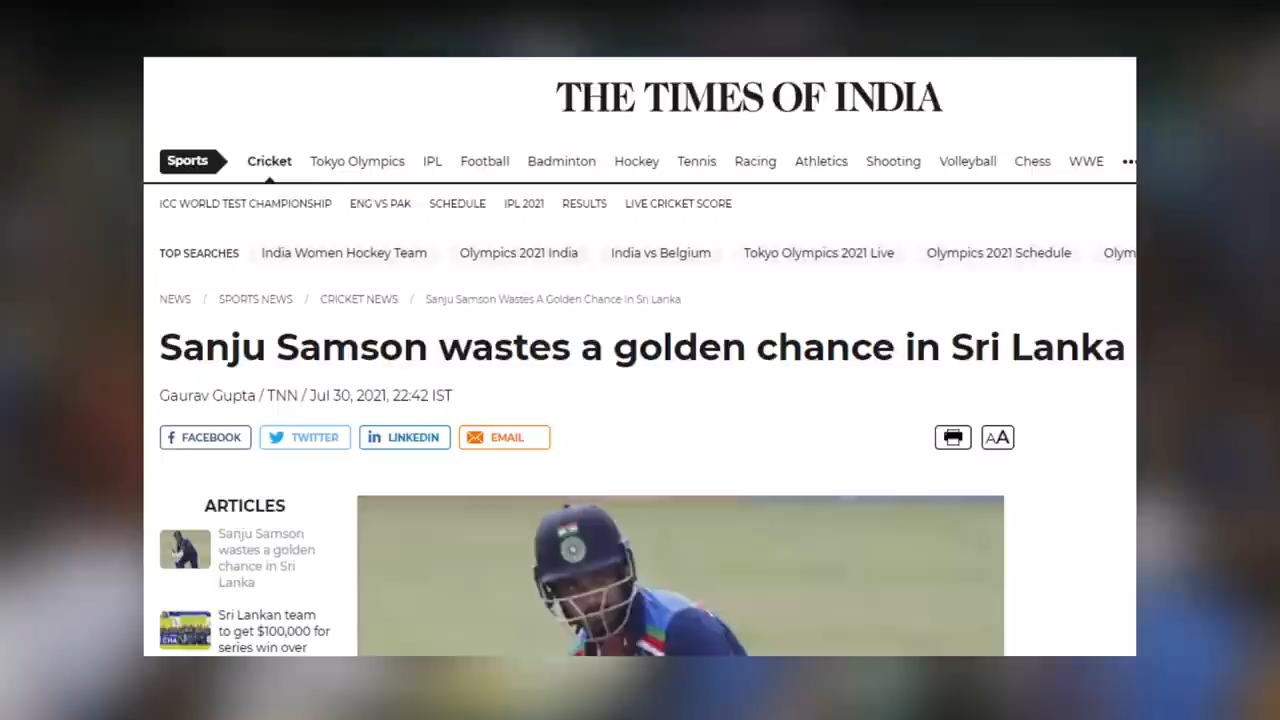 THE TIMES OF INDIA
Sports Cricket Tokyo Olympics IPL Football Badminton Hockey Tennis Racing Athletics Shooting Volleyball Chess WWE
ICC WORLD TEST CHAMPIONSHIP ENG VS PAK SCHEDULE IPL 2021 RESULTS LIVE CRICKET SCORE
TOP SEARCHES India Women Hockey Team Olympics 2021 India India vs Belgium Tokyo Olympics 2021 Live Olympics 2021 Schedule Olym
NEWS / SPORTS NEWS / CRICKET NEWS / Sanju Samson Wastes A Golden Chance In Sri Lanka
Sanju Samson wastes a golden chance in Sri Lanka
Gaurav Gupta / TNN / Jul 30, 2021, 22:42 IST
f FACEBOOK TWITTER in LINKEDIN EMAIL AA
ARTICLES
Sanju Samson
wastes a golden
chance in Sri
Lanka
Sri Lankan team
to get $100,000 for
series win over